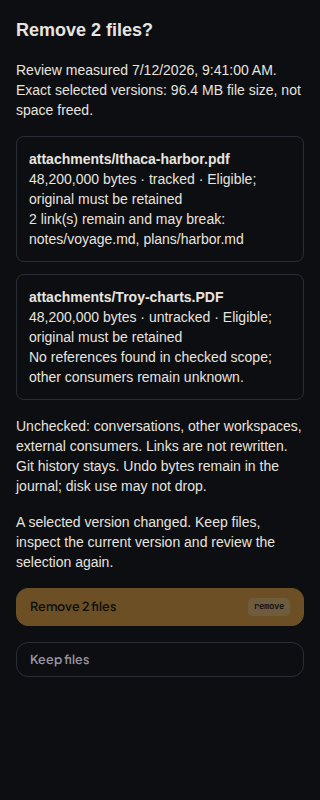 Remove 2 files?
Review measured 7/12/2026, 9:41:00 AM.
Exact selected versions: 96.4 MB file size, not
space freed.
attachments/Ithaca-harbor.pdf
48,200,000 bytes · tracked · Eligible;
original must be retained
2 link(s) remain and may break:
notes/voyage.md, plans/harbor.md
attachments/Troy-charts.PDF
48,200,000 bytes · untracked · Eligible;
original must be retained
No references found in checked scope;
other consumers remain unknown.
Unchecked: conversations, other workspaces,
external consumers. Links are not rewritten.
Git history stays. Undo bytes remain in the
journal; disk use may not drop.
A selected version changed. Keep files,
inspect the current version and review the
selection again.
Remove 2 files remove
Keep files